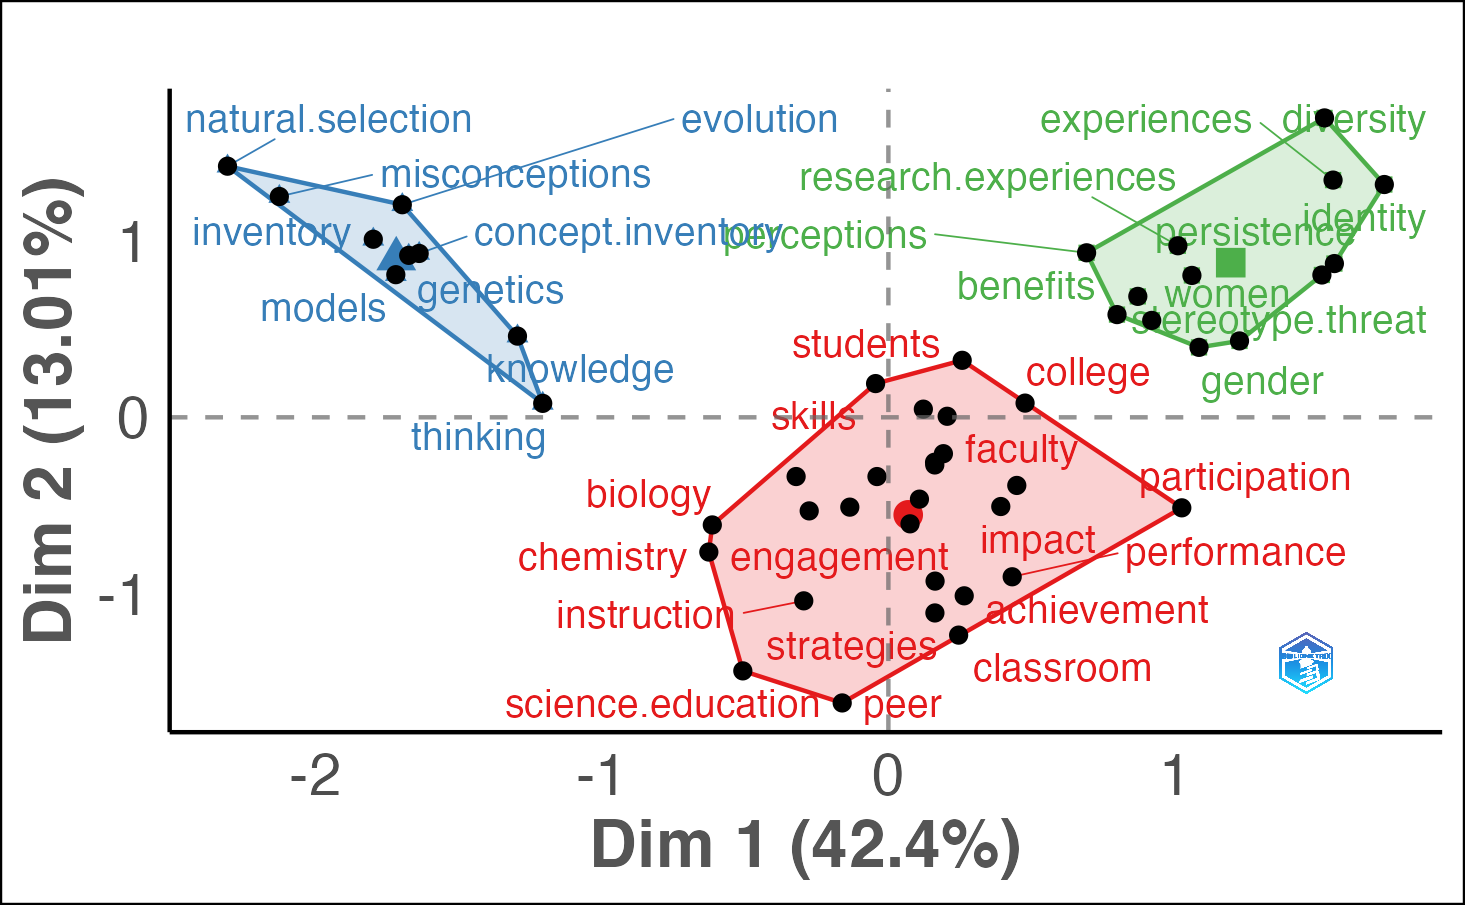 natural.selection
evolution
experiences
diversity
misconceptions
research.experiences
inventory
concept.inventory
perceptions
persistence
identity
models
genetics
benefits
women
stereotype.threat
students
knowledge
college
gender
skills
thinking
faculty
biology
participation
chemistry
engagement
impact
performance
instruction
achievement
strategies
classroom
science.education
peer
1
0
-1
-2
-1
0
1
Dim 1 (42.4%)
Dim 2 (13.01%)
BIBLIOMETRIX